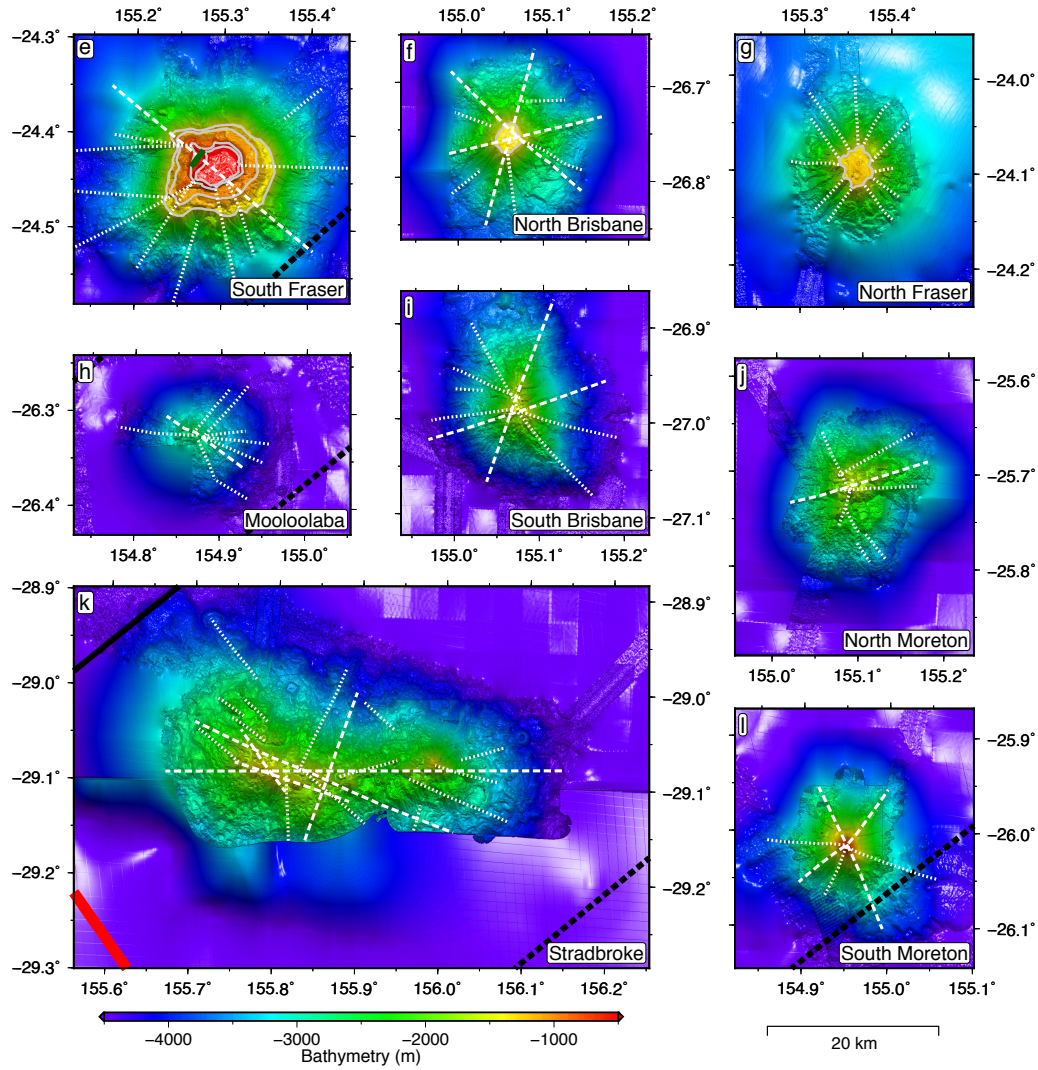 155.2˚ 155.3˚ 155.4˚
−24.3˚
−24.4˚
−24.5˚
e
South Fraser
155.0˚ 155.1˚ 155.2˚
f
−26.7˚
−26.8˚
North Brisbane
155.3˚ 155.4˚
g
−24.0˚
−24.1˚
−24.2˚
North Fraser
h
−26.3˚
−26.4˚
Mooloolaba
154.8˚ 154.9˚ 155.0˚
i
−26.9˚
−27.0˚
−27.1˚
South Brisbane
155.0˚ 155.1˚ 155.2˚
j
−25.6˚
−25.7˚
−25.8˚
North Moreton
155.0˚ 155.1˚ 155.2˚
k
−28.9˚
−29.0˚
−29.1˚
−29.2˚
−29.3˚
−29.0˚
−29.1˚
−29.2˚
Stradbroke
155.6˚ 155.7˚ 155.8˚ 155.9˚ 156.0˚ 156.1˚ 156.2˚
l
−25.9˚
−26.0˚
−26.1˚
South Moreton
154.9˚ 155.0˚ 155.1˚
−4000 −3000 −2000 −1000
Bathymetry (m)
20 km